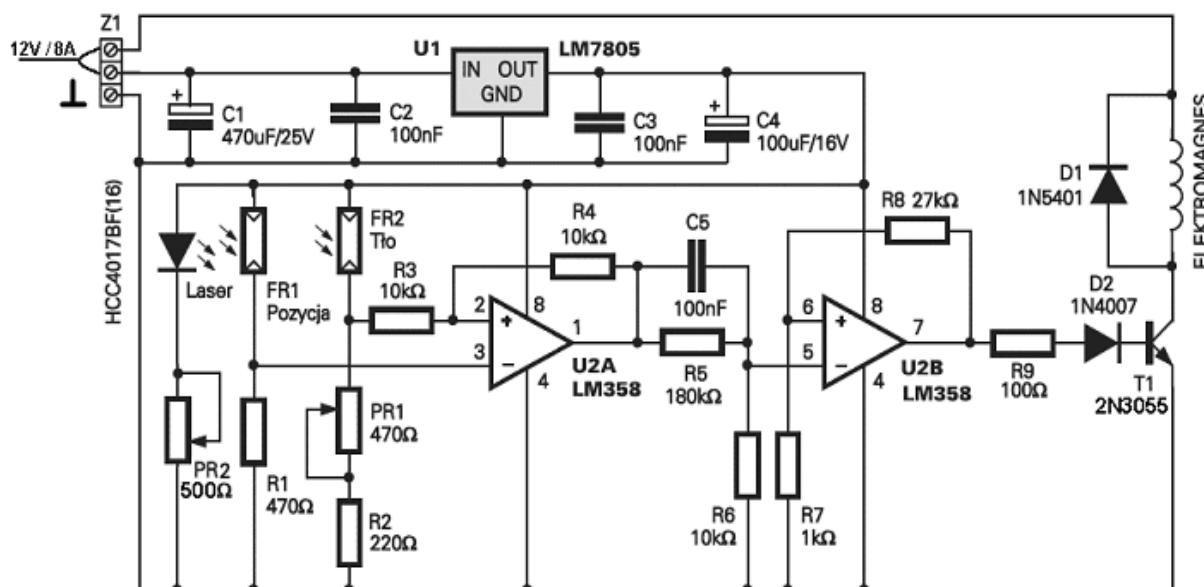 Z1
12V/8A
U1 LM7805
IN OUT
GND
+
C1
470uF/25V
C2
100nF
C3
100nF
+
C4
100uF/16V
HCC4017BF(16)
D1
1N5401
ELEKTROMAGNES
R8 27kΩ
FR2
Tło
R4
10kΩ
C5
100nF
Laser
FR1
Pozycja
R3
10kΩ
D2
1N4007
2
+
8
1
3
−
4
U2A
LM358
R5
180kΩ
6
+
8
7
5
−
4
U2B
LM358
R9
100Ω
T1
2N3055
PR2
500Ω
R1
470Ω
PR1
470Ω
R2
220Ω
R6
10kΩ
R7
1kΩ